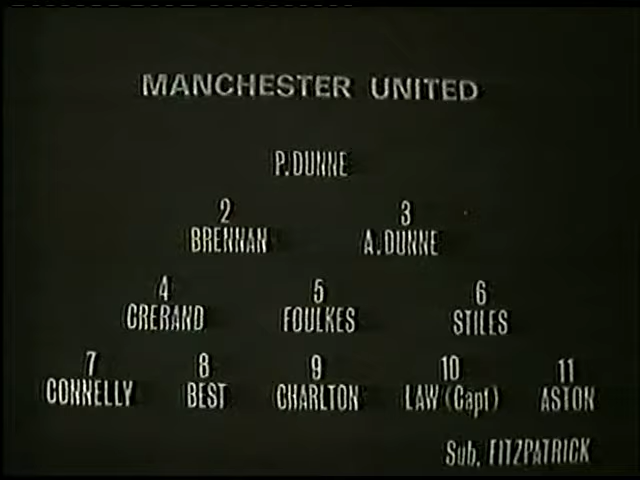 MANCHESTER UNITED
P. DUNNE
2 3
BRENNAN A. DUNNE
4 5 6
CRERAND FOULKES STILES
7 8 9 10 11
CONNELLY BEST CHARLTON LAW (Capt) ASTON
Sub. FITZPATRICK